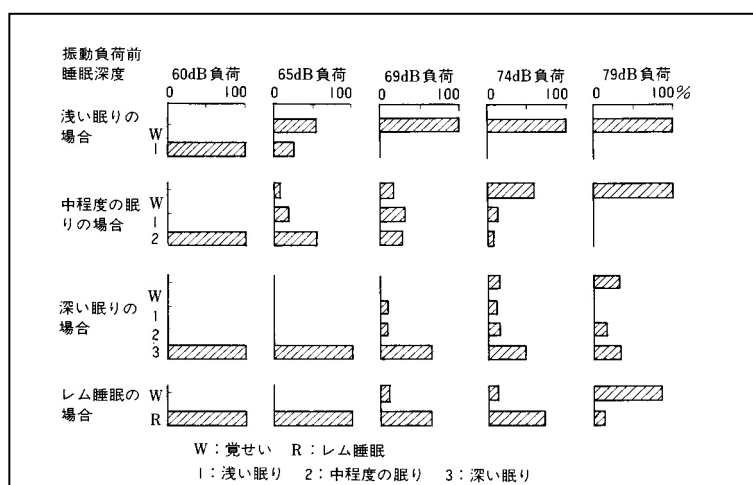 振動負荷前
睡眠深度
60dB負荷 65dB負荷 69dB負荷 74dB負荷 79dB負荷
0 100 0 100 0 100 0 100 0 100 %
浅い眠りの
場合
W
1
中程度の眠
りの場合
W
1
2
深い眠りの
場合
W
1
2
3
レム睡眠の
場合
W
R
W：覚せい R：レム睡眠
1：浅い眠り 2：中程度の眠り 3：深い眠り